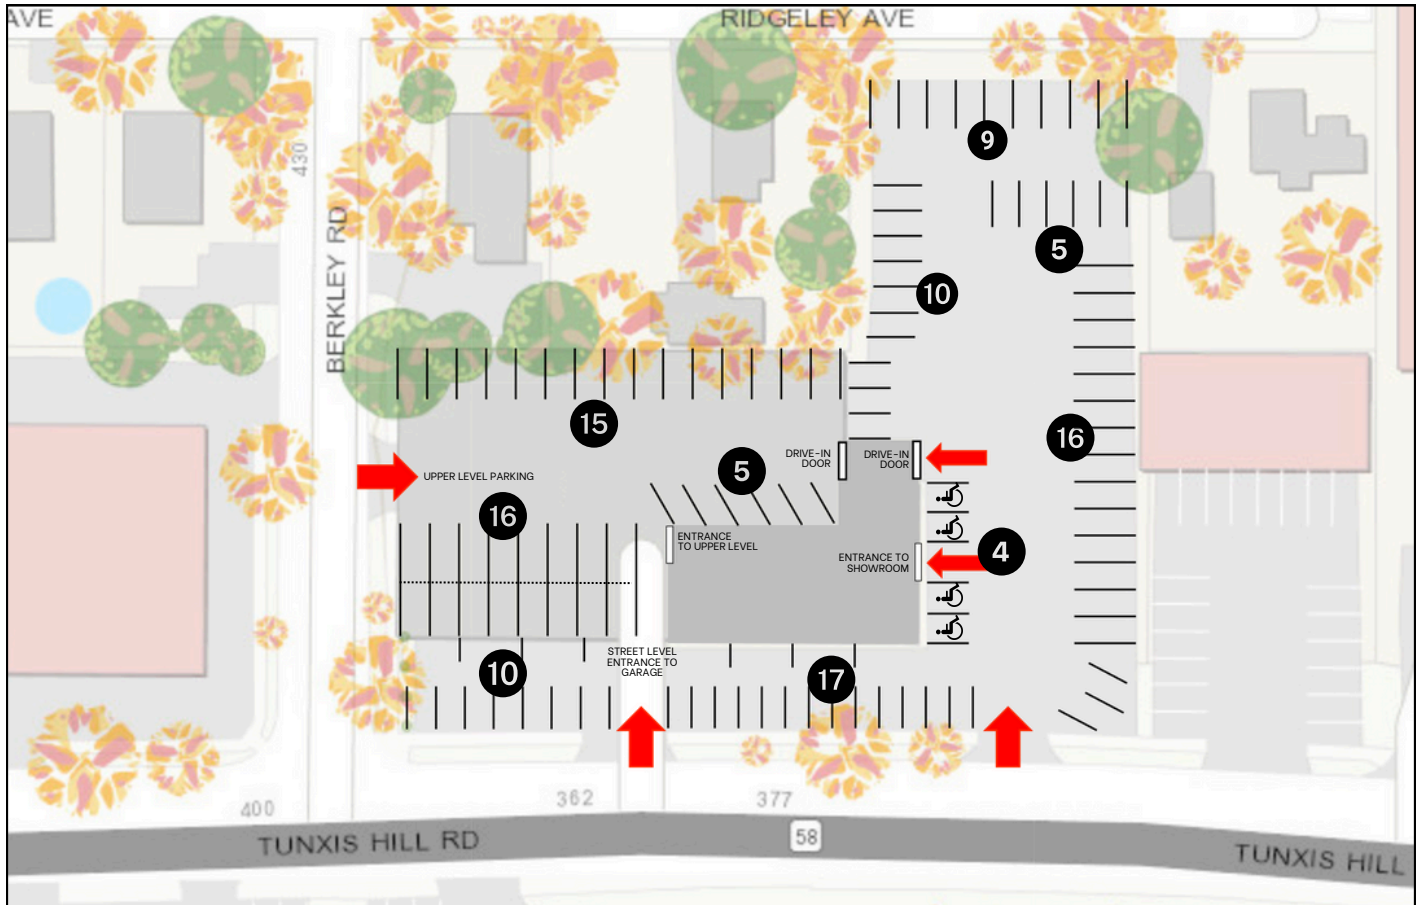 AVE
RIDGELEY AVE
430
BERKLEY RD
9
5
10
15
16
5
DRIVE-IN
DOOR
DRIVE-IN
DOOR
UPPER LEVEL PARKING
16
ENTRANCE
TO UPPER LEVEL
ENTRANCE TO
SHOWROOM
4
STREET LEVEL
ENTRANCE TO
GARAGE
10
17
400
362
377
TUNXIS HILL RD
58
TUNXIS HILL